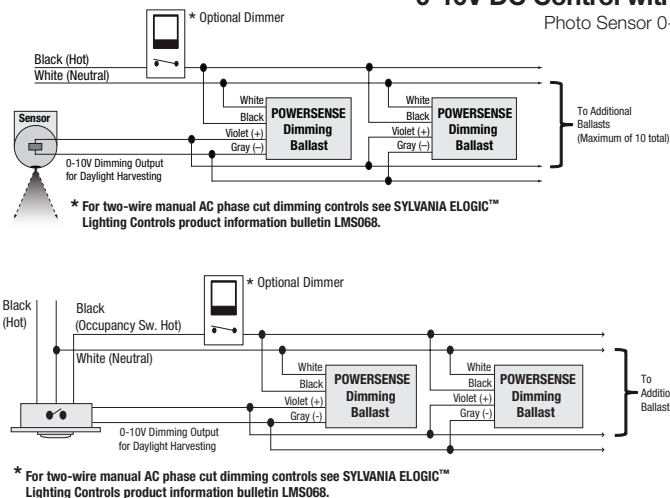 0-10V DC Control with
Photo Sensor 0-
* Optional Dimmer
Black (Hot)
White (Neutral)
Sensor
White
Black
Violet (+)
Gray (–)
POWERSENSE
Dimming
Ballast
White
Black
Violet (+)
Gray (–)
POWERSENSE
Dimming
Ballast
To Additional
Ballasts
(Maximum of 10 total)
0-10V Dimming Output
for Daylight Harvesting
* For two-wire manual AC phase cut dimming controls see SYLVANIA ELOGIC™
Lighting Controls product information bulletin LMS068.
* Optional Dimmer
Black
(Hot)
Black
(Occupancy Sw. Hot)
White (Neutral)
White
Black
Violet (+)
Gray (-)
POWERSENSE
Dimming
Ballast
White
Black
Violet (+)
Gray (-)
POWERSENSE
Dimming
Ballast
To
Additio
Ballast
0-10V Dimming Output
for Daylight Harvesting
* For two-wire manual AC phase cut dimming controls see SYLVANIA ELOGIC™
Lighting Controls product information bulletin LMS068.